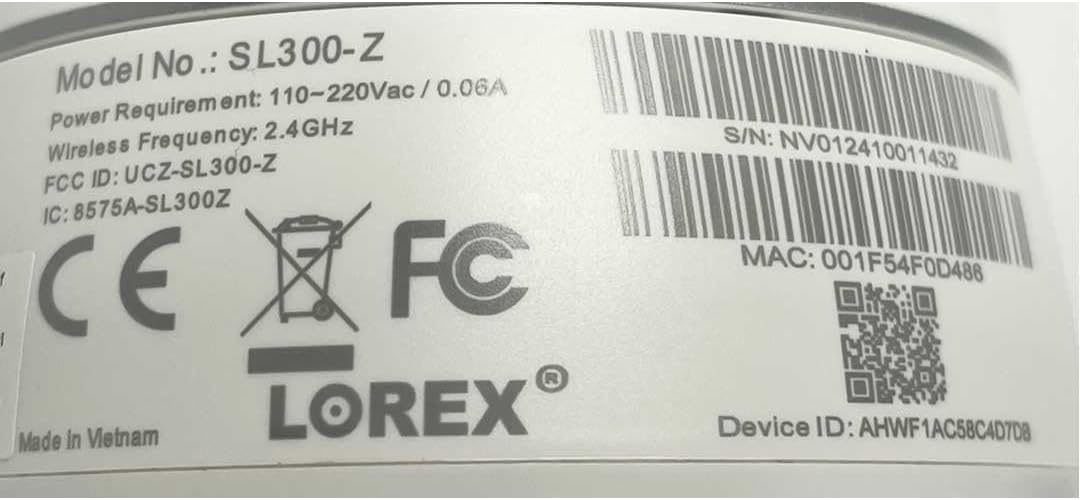 Model No.: SL300-Z
Power Requirement: 110~220Vac / 0.06A
Wireless Frequency: 2.4GHz
FCC ID: UCZ-SL300-Z
IC: 8575A-SL300Z
CE
FC
LOREX®
Made in Vietnam
S/N: NV012410011432
MAC: 001F54F0D486
Device ID: AHWF1AC58C4D7D8